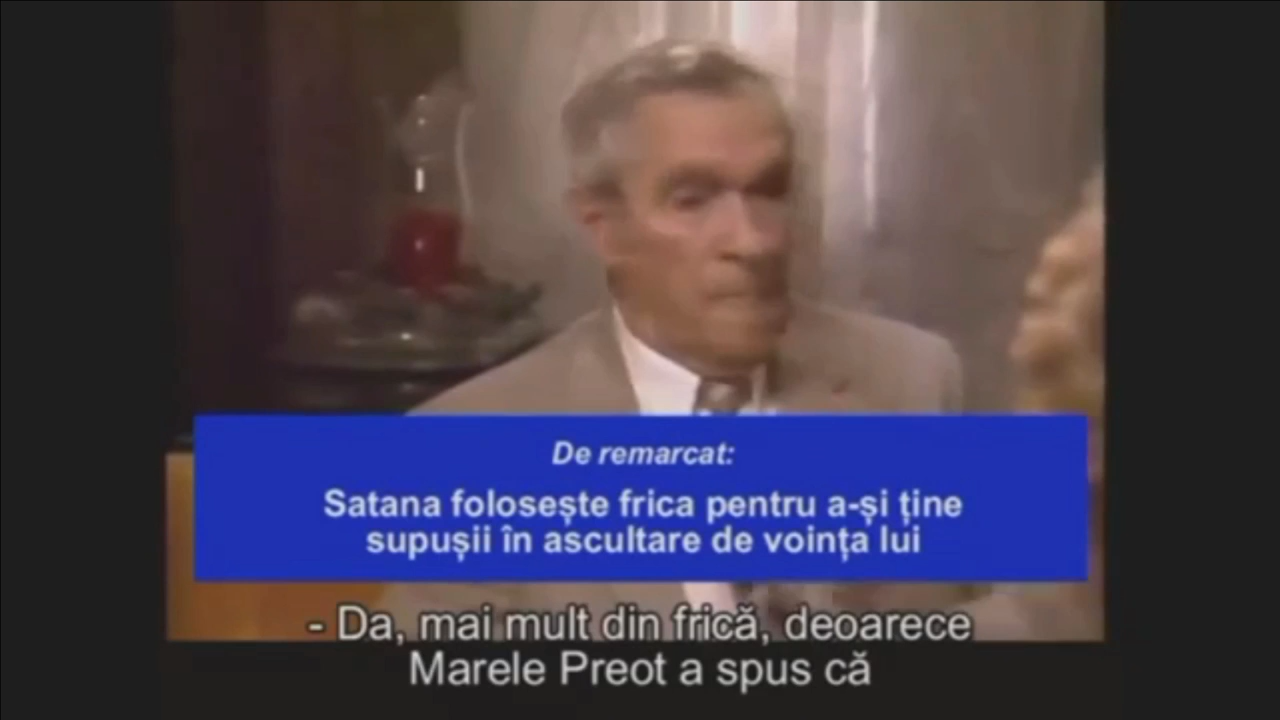 De remarcat:
Satana folosește frica pentru a-și ține
supușii în ascultare de voința lui
- Da, mai mult din frică, deoarece
Marele Preot a spus că